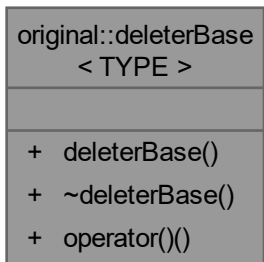 original::deleterBase
< TYPE >
+ deleterBase()
+ ~deleterBase()
+ operator()()